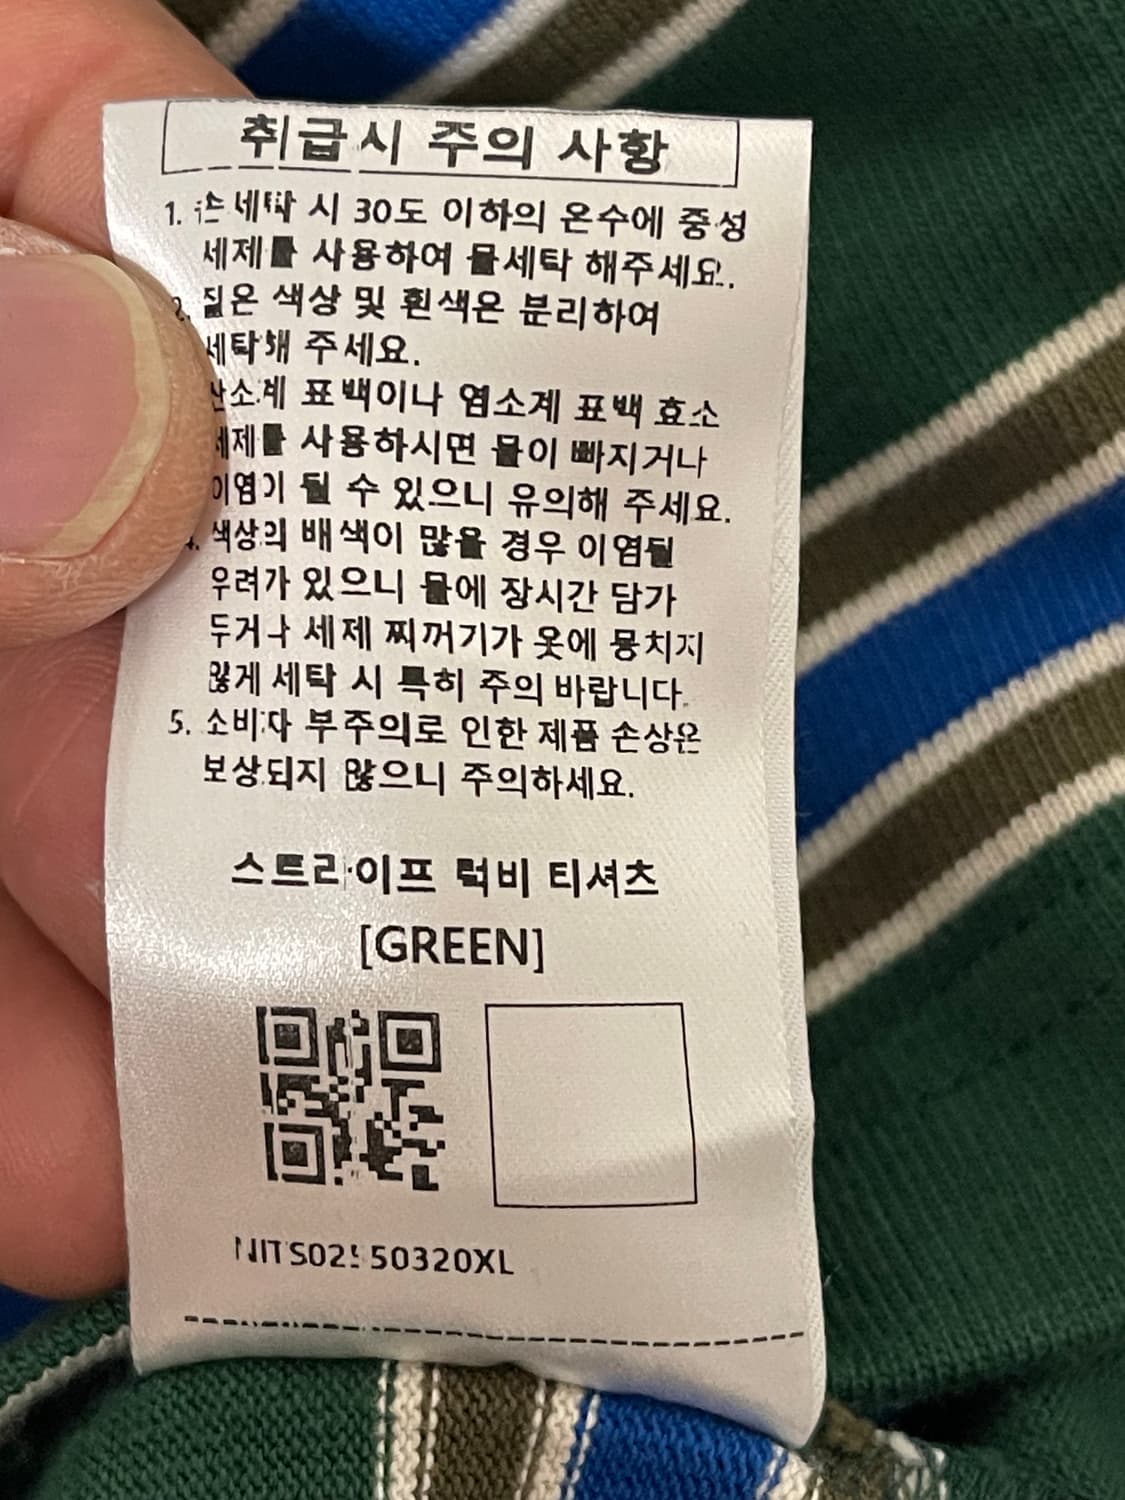 취급시 주의 사항
1. 손세탁 시 30도 이하의 온수에 중성
세제를 사용하여 물세탁 해주세요.
2. 짙은 색상 및 흰색은 분리하여
세탁해 주세요.
산소계 표백이나 염소계 표백 효소
세제를 사용하시면 물이 빠지거나
이염이 될 수 있으니 유의해 주세요.
4. 색상의 배색이 많을 경우 이염될
우려가 있으니 물에 장시간 담가
두거나 세제 찌꺼기가 옷에 뭉치지
않게 세탁 시 특히 주의 바랍니다.
5. 소비자 부주의로 인한 제품 손상은
보상되지 않으니 주의하세요.
스트라이프 럭비 티셔츠
[GREEN]